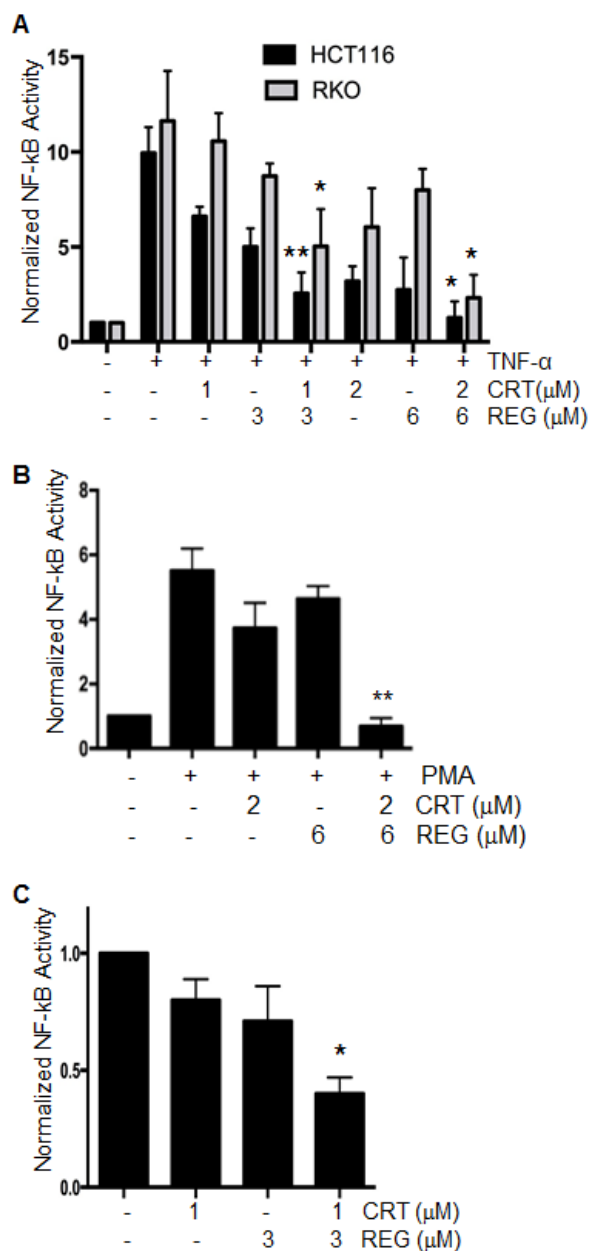 A
HCT116
RKO
Normalized NF-kB Activity
15
10
5
0
**
*
*
*
- + + + + + + + TNF-α
- - 1 - 1 2 - 2 CRT(μM)
- - - 3 3 - 6 6 REG (μM)
B
Normalized NF-kB Activity
8
6
4
2
0
**
- + + + + PMA
- - 2 - 2 CRT (μM)
- - - 6 6 REG (μM)
C
Normalized NF-kB Activity
1.0
0.5
0.0
*
- 1 - 1 CRT (μM)
- - 3 3 REG (μM)